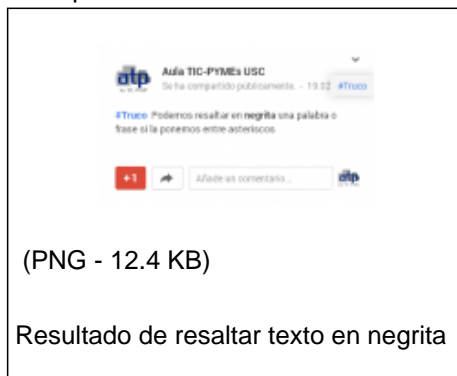 atp
Aula TIC-PYMEs USC
Se ha compartido públicamente. - 19:32 #Truco
#Truco Podemos resaltar en negrita una palabra o
frase si la ponemos entre asteriscos
+1 Añade un comentario... atp
(PNG - 12.4 KB)
Resultado de resaltar texto en negrita